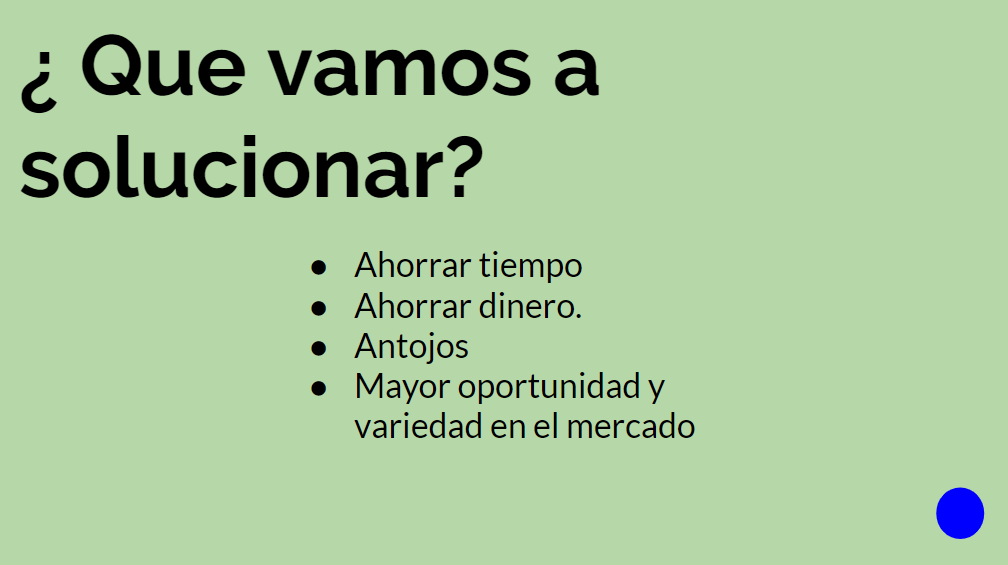 ¿ Que vamos a
solucionar?
● Ahorrar tiempo
● Ahorrar dinero.
● Antojos
● Mayor oportunidad y
variedad en el mercado